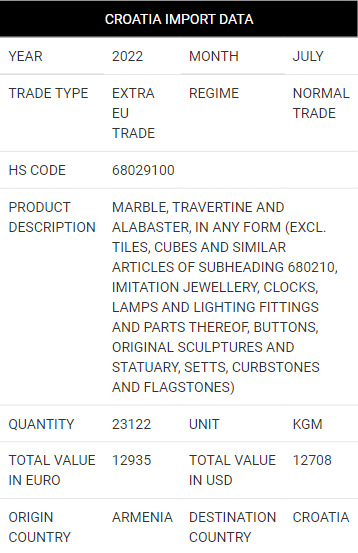 CROATIA IMPORT DATA
YEAR 2022 MONTH JULY
TRADE TYPE EXTRA REGIME NORMAL
EU TRADE
TRADE
HS CODE 68029100
PRODUCT MARBLE, TRAVERTINE AND
DESCRIPTION ALABASTER, IN ANY FORM (EXCL.
TILES, CUBES AND SIMILAR
ARTICLES OF SUBHEADING 680210,
IMITATION JEWELLERY, CLOCKS,
LAMPS AND LIGHTING FITTINGS
AND PARTS THEREOF, BUTTONS,
ORIGINAL SCULPTURES AND
STATUARY, SETTS, CURBSTONES
AND FLAGSTONES)
QUANTITY 23122 UNIT KGM
TOTAL VALUE 12935 TOTAL VALUE 12708
IN EURO IN USD
ORIGIN ARMENIA DESTINATION CROATIA
COUNTRY COUNTRY